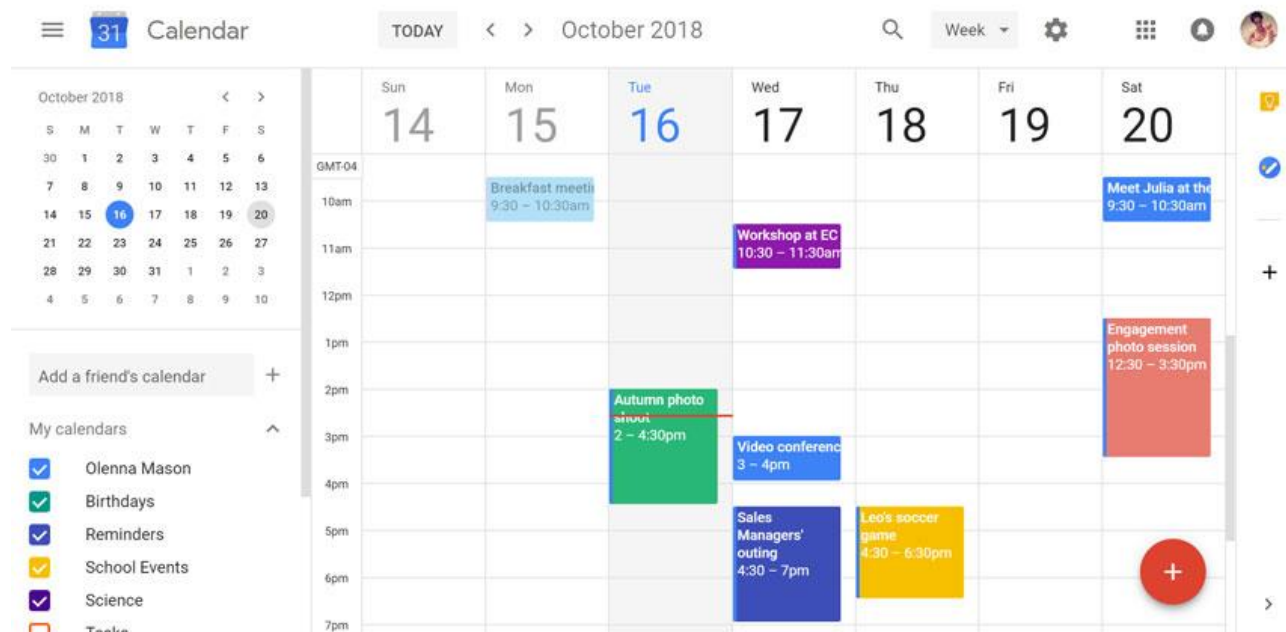 31 Calendar TODAY < > October 2018 Week
October 2018 < >
S M T W T F S
30 1 2 3 4 5 6
7 8 9 10 11 12 13
14 15 16 17 18 19 20
21 22 23 24 25 26 27
28 29 30 31 1 2 3
4 5 6 7 8 9 10
Add a friend's calendar +
My calendars
Olenna Mason
Birthdays
Reminders
School Events
Science
Tasks
Sun Mon Tue Wed Thu Fri Sat
14 15 16 17 18 19 20
GMT-04
10am
11am
12pm
1pm
2pm
3pm
4pm
5pm
6pm
7pm
Breakfast meeti
9:30 – 10:30am
Autumn photo
shoot
2 – 4:30pm
Workshop at EC
10:30 – 11:30am
Video conferenc
3 – 4pm
Sales
Managers'
outing
4:30 – 7pm
Leo's soccer
game
4:30 – 6:30pm
Meet Julia at the
9:30 – 10:30am
Engagement
photo session
12:30 – 3:30pm
+
+